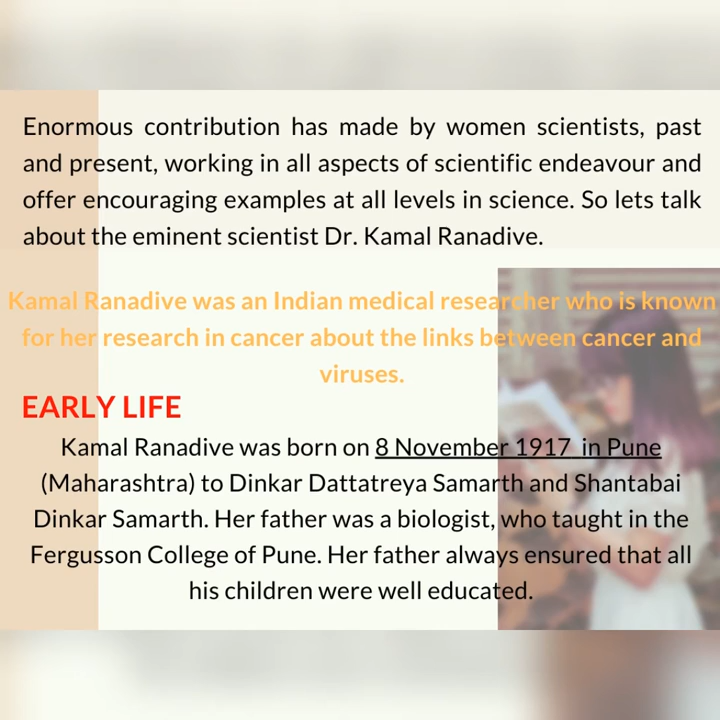 Enormous contribution has made by women scientists, past
and present, working in all aspects of scientific endeavour and
offer encouraging examples at all levels in science. So lets talk
about the eminent scientist Dr. Kamal Ranadive.
Kamal Ranadive was an Indian medical researcher who is known
for her research in cancer about the links between cancer and
viruses.
EARLY LIFE
Kamal Ranadive was born on 8 November 1917 in Pune
(Maharashtra) to Dinkar Dattatreya Samarth and Shantabai
Dinkar Samarth. Her father was a biologist, who taught in the
Fergusson College of Pune. Her father always ensured that all
his children were well educated.